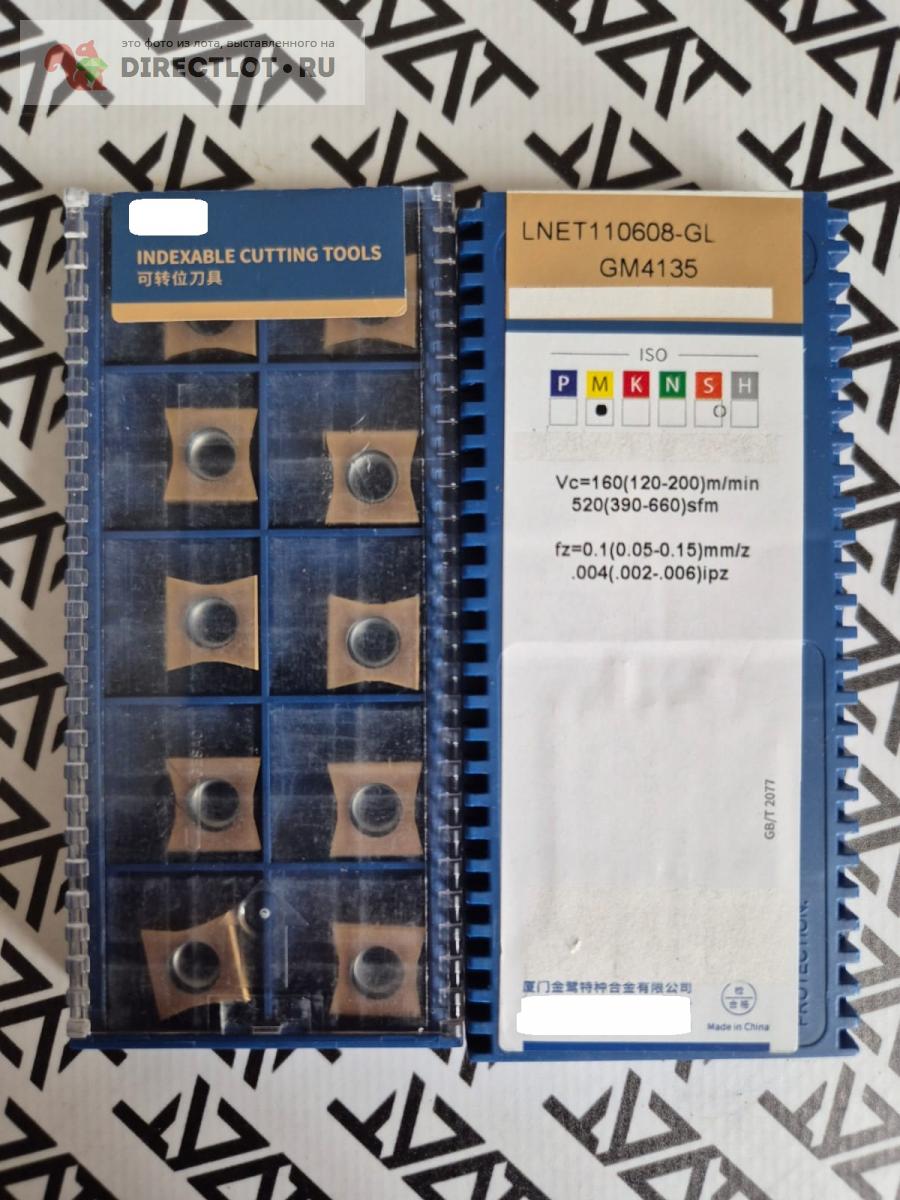 это фото из лота, выставленного на
DIRECTLOT.RU
INDEXABLE CUTTING TOOLS
可转位刀具
LNET110608-GL
GM4135
ISO
P M K N S H
Vc=160(120-200)m/min
520(390-660)sfm
fz=0.1(0.05-0.15)mm/z
.004(.002-.006)ipz
GB/T 2077
PROTECTION.
厦门金鹭特种合金有限公司
检
合格
Made in China